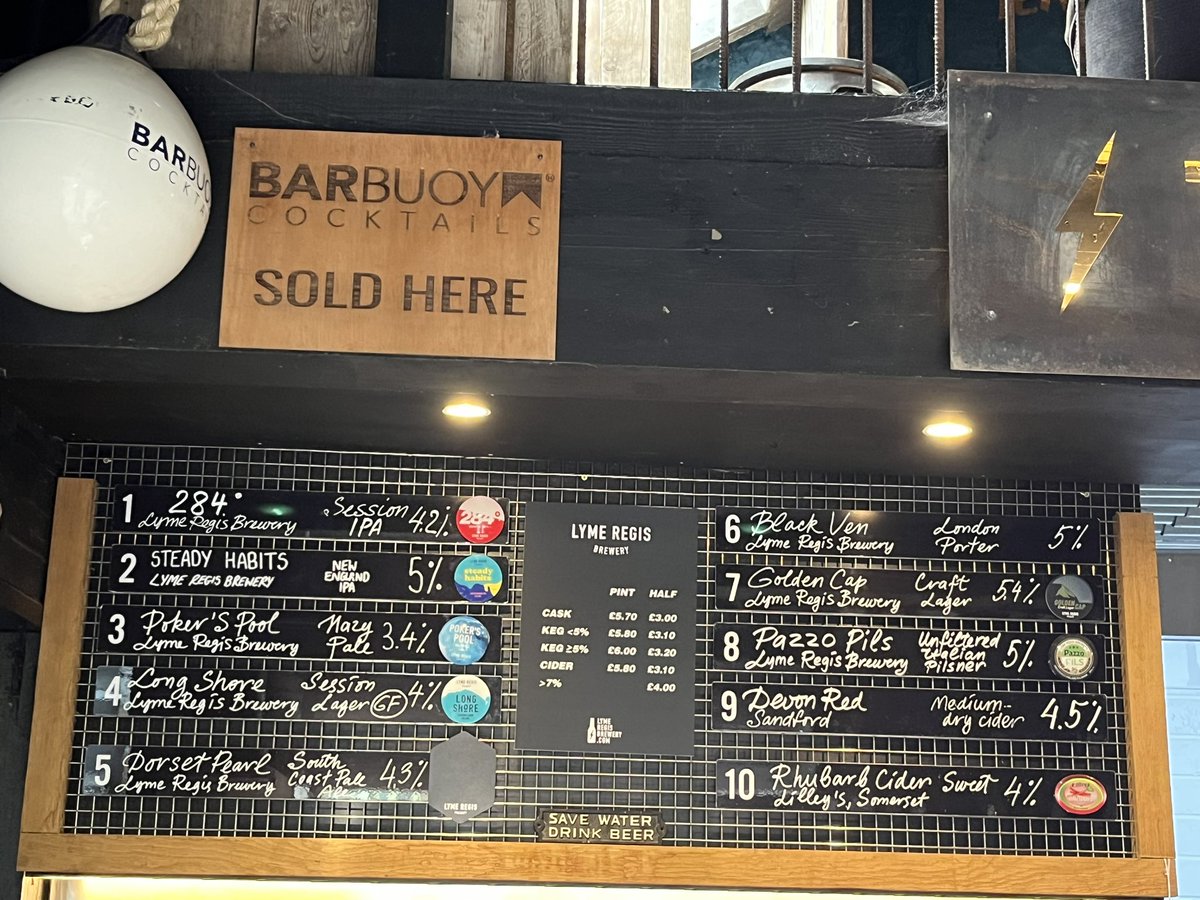 BARBUOY
COCKTA
BARBUOY®
COCKTAILS
SOLD HERE
1 284° Session
Lyme Regis Brewery IPA 4.2%
284°
2 STEADY HABITS NEW
LYME REGIS BREWERY ENGLAND 5%
IPA
steady
habits
3 Poker's Pool Hazy
Lyme Regis Brewery Pale 3.4%
POKER'S
POOL
4 Long Shore Session
Lyme Regis Brewery Lager GF 4%
LONG
SHORE
5 Dorset Pearl South
Lyme Regis Brewery Coast Pale 4.3%
Ale
LYME REGIS
LYME REGIS
BREWERY
PINT HALF
CASK £5.70 £3.00
KEG <5% £5.80 £3.10
KEG ≥5% £6.00 £3.20
CIDER £5.80 £3.10
>7% £4.00
LYME
REGIS
BREWERY
.COM
SAVE WATER
DRINK BEER
6 Black Ven London
Lyme Regis Brewery Porter 5%
7 Golden Cap Craft
Lyme Regis Brewery Lager 5.4%
GOLDEN CAP
8 Pazzo Pils Unfiltered
Lyme Regis Brewery Italian 5%
Pilsner
Pazzo
PILS
9 Devon Red Medium-
Sandford dry cider 4.5%
10 Rhubarb Cider Sweet 4%
Lilley's, Somerset